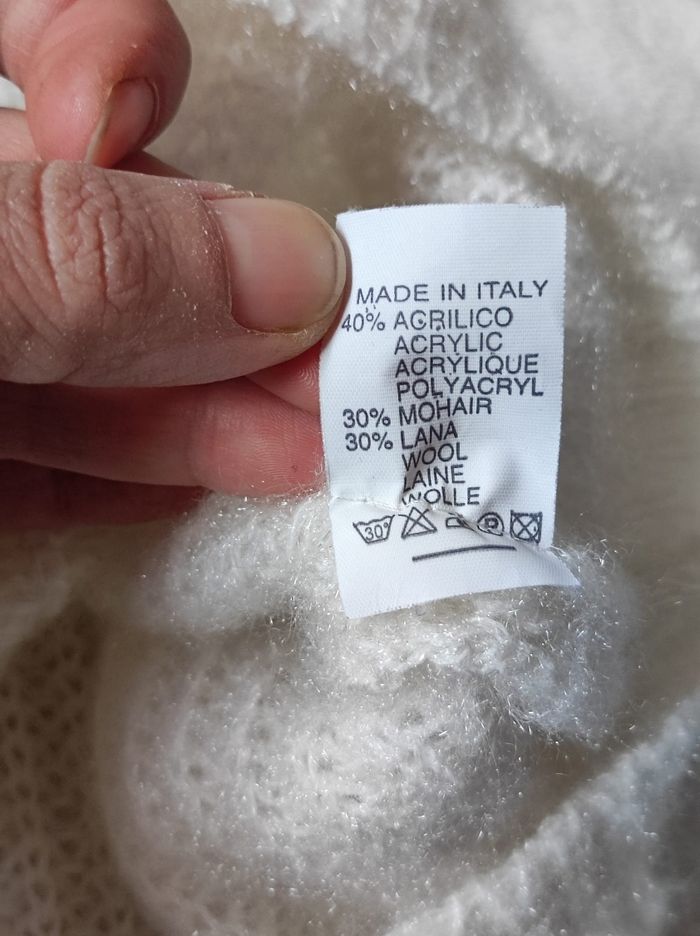 MADE IN ITALY
40% ACRILICO
ACRYLIC
ACRYLIQUE
POLYACRYL
30% MOHAIR
30% LANA
WOOL
LAINE
WOLLE
30° P